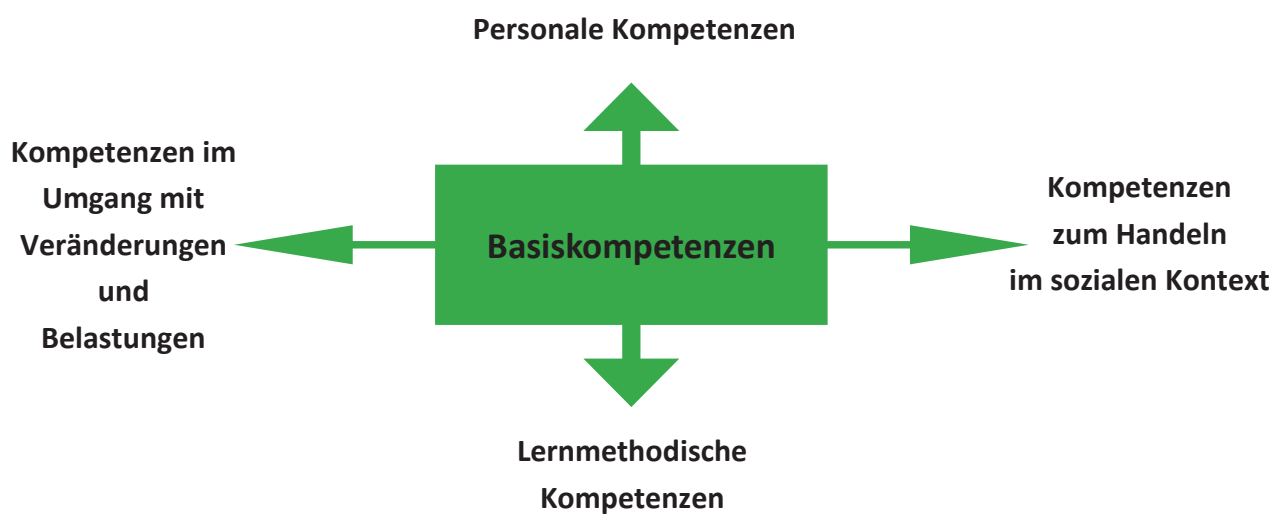 Personale Kompetenzen
Kompetenzen im
Umgang mit
Veränderungen
und
Belastungen
Basiskompetenzen
Kompetenzen
zum Handeln
im sozialen Kontext
Lernmethodische
Kompetenzen